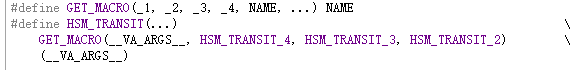 #define GET_MACRO(_1, _2, _3, _4, NAME, ...) NAME
#define HSM_TRANSIT(...) \
GET_MACRO(__VA_ARGS__, HSM_TRANSIT_4, HSM_TRANSIT_3, HSM_TRANSIT_2) \
(__VA_ARGS__)